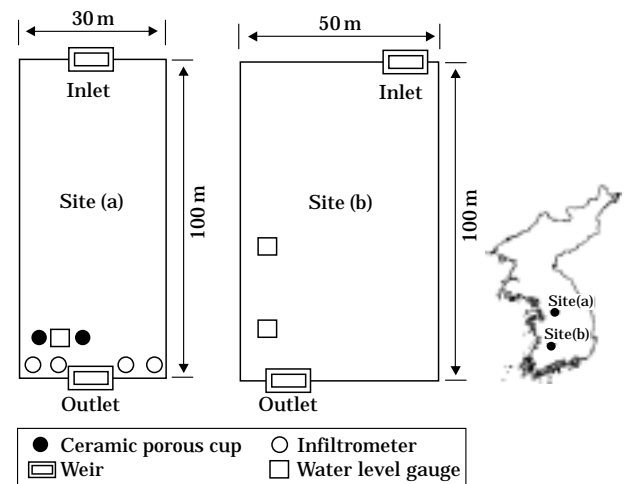 30 m
50 m
Inlet
Inlet
Site (a)
100 m
Site (b)
100 m
Site(a)
Site(b)
Outlet
Outlet
Ceramic porous cup
Infiltrometer
Weir
Water level gauge